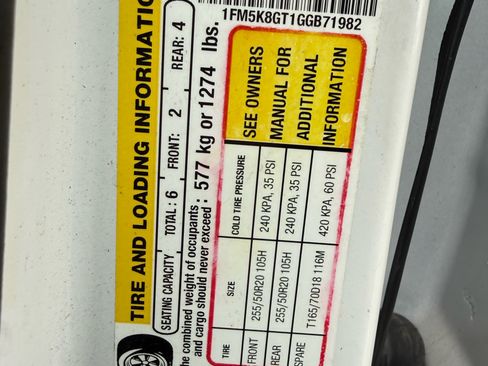 1FM5K8GT1GGB71982
TIRE AND LOADING INFORMATION
SEATING CAPACITY TOTAL: 6 FRONT: 2 REAR: 4
The combined weight of occupants
and cargo should never exceed: 577 kg or 1274 lbs.
TIRE SIZE COLD TIRE PRESSURE
FRONT 255/50R20 105H 240 KPA, 35 PSI
REAR 255/50R20 105H 240 KPA, 35 PSI
SPARE T165/70D18 116M 420 KPA, 60 PSI
SEE OWNERS
MANUAL FOR
ADDITIONAL
INFORMATION